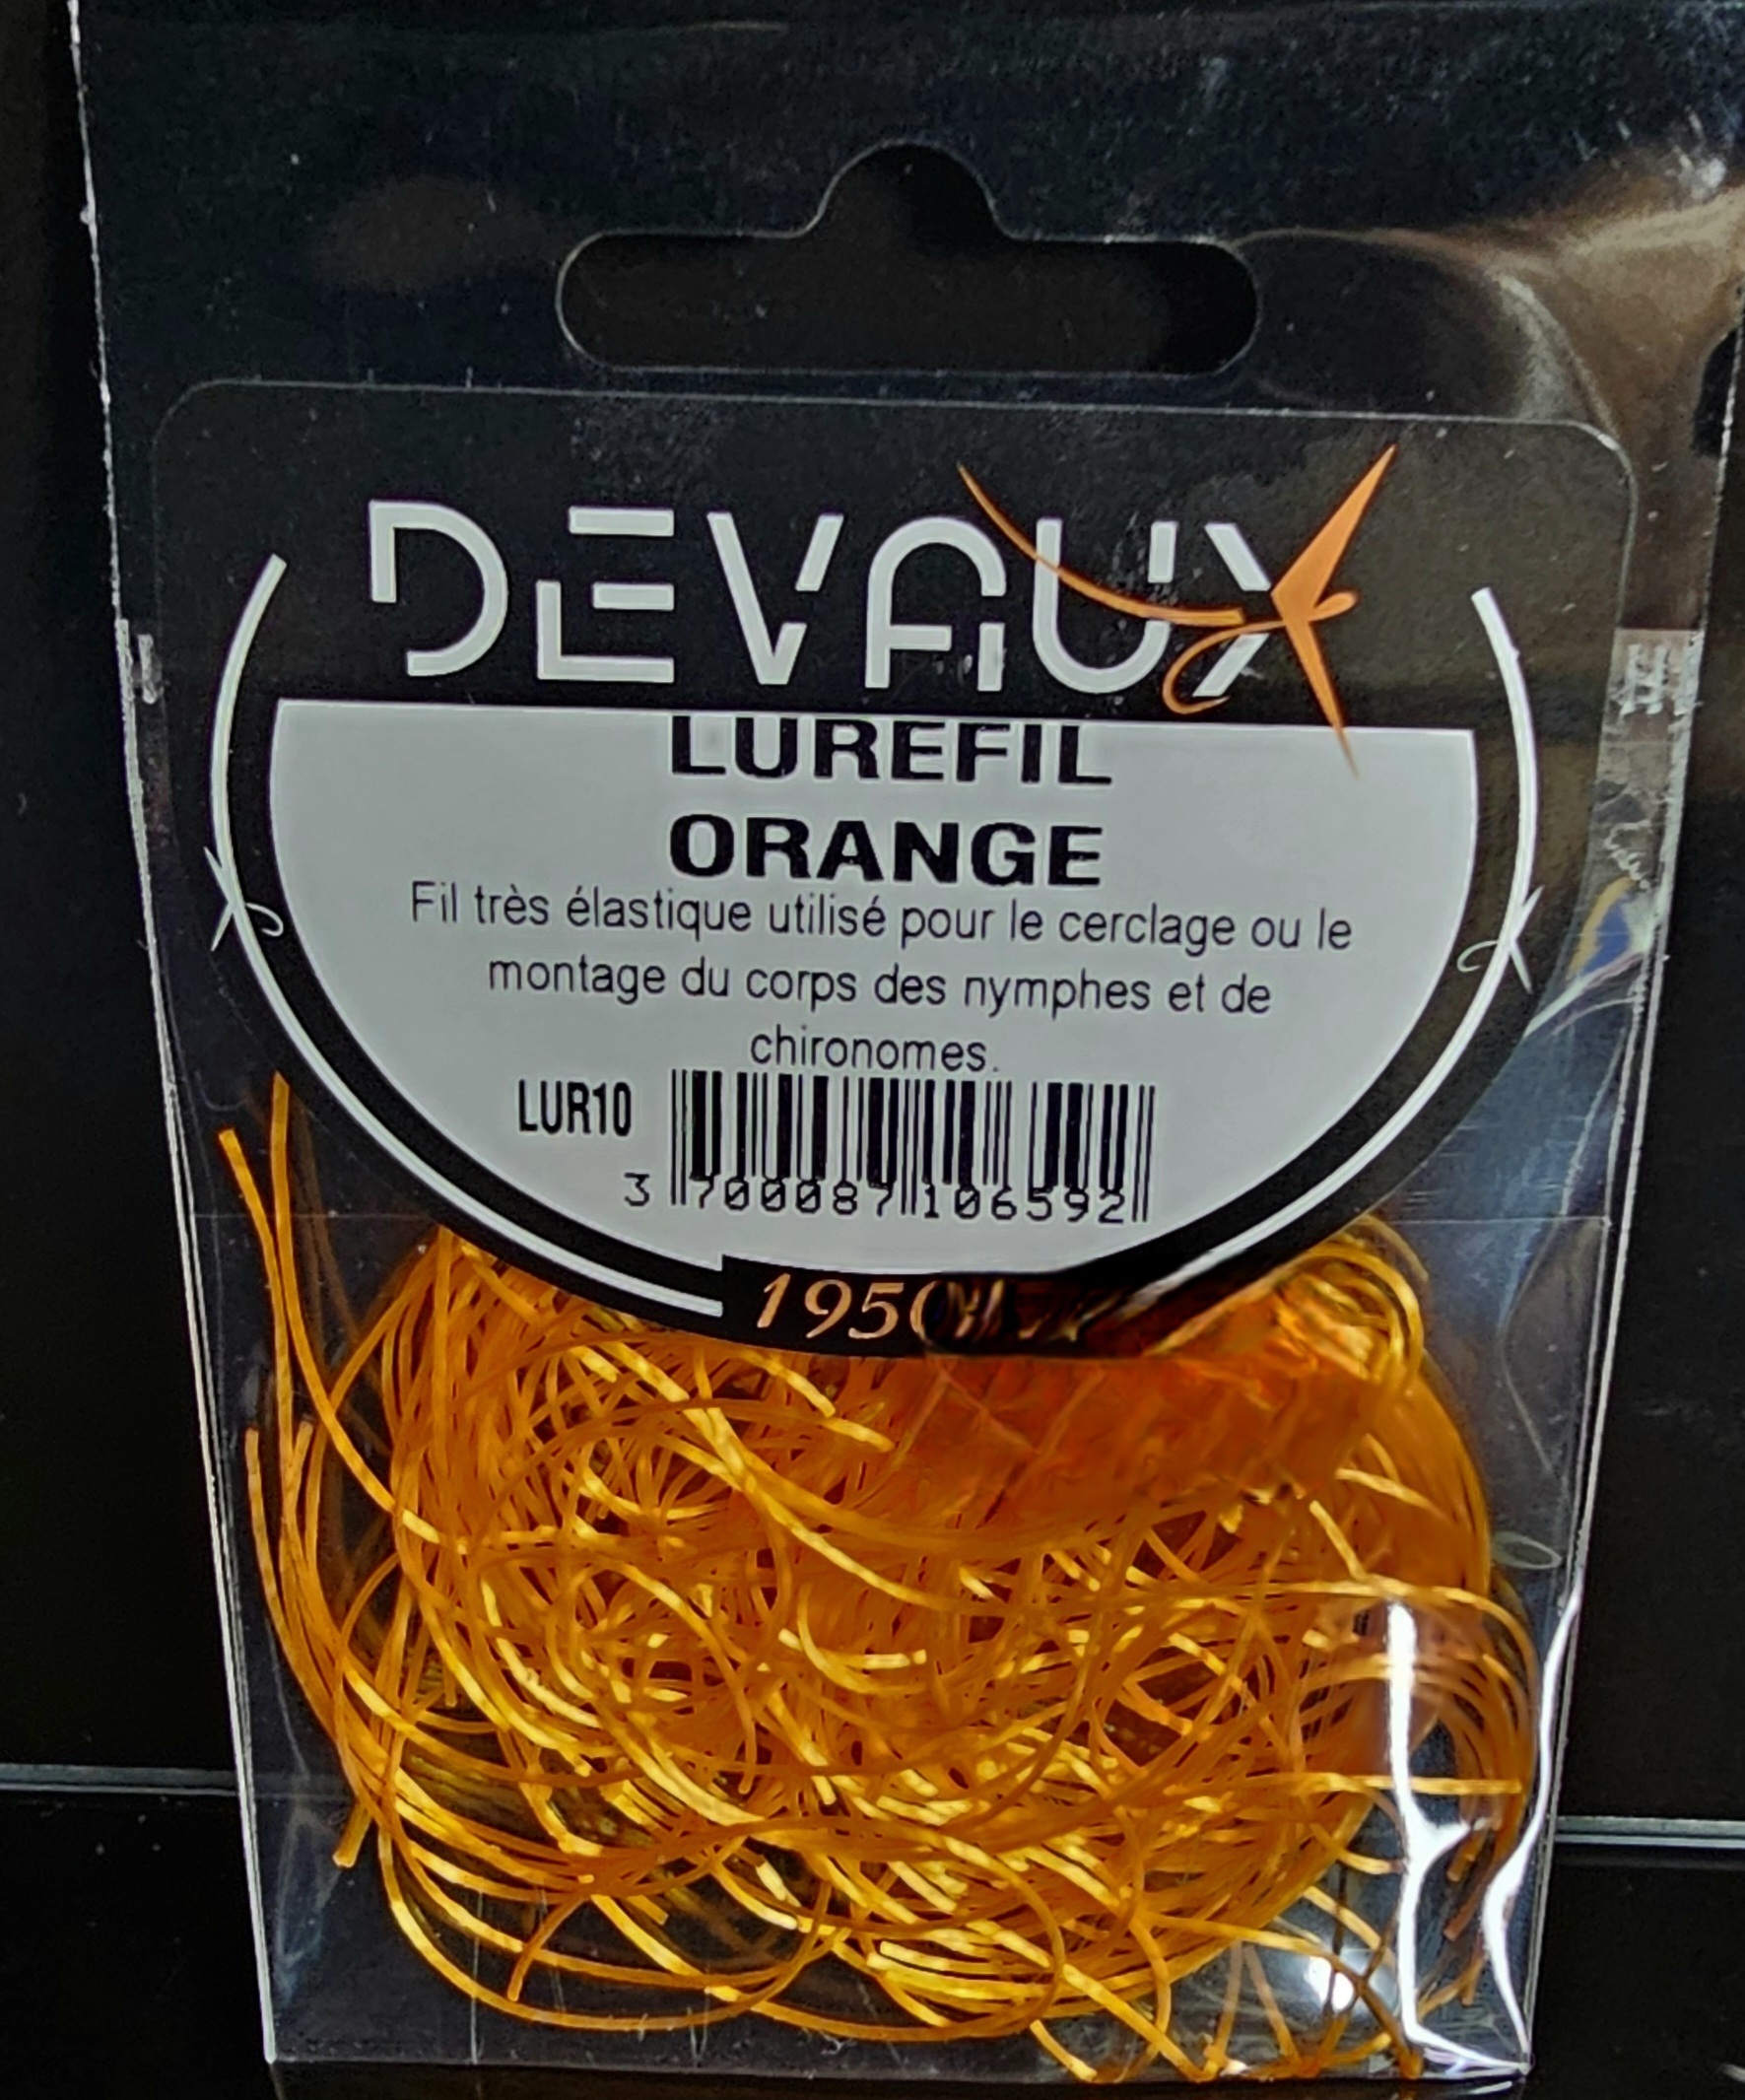 DEVAUX
LUREFIL
ORANGE
Fil très élastique utilisé pour le cerclage ou le
montage du corps des nymphes et de
chironomes.
LUR10
3 700087 106592